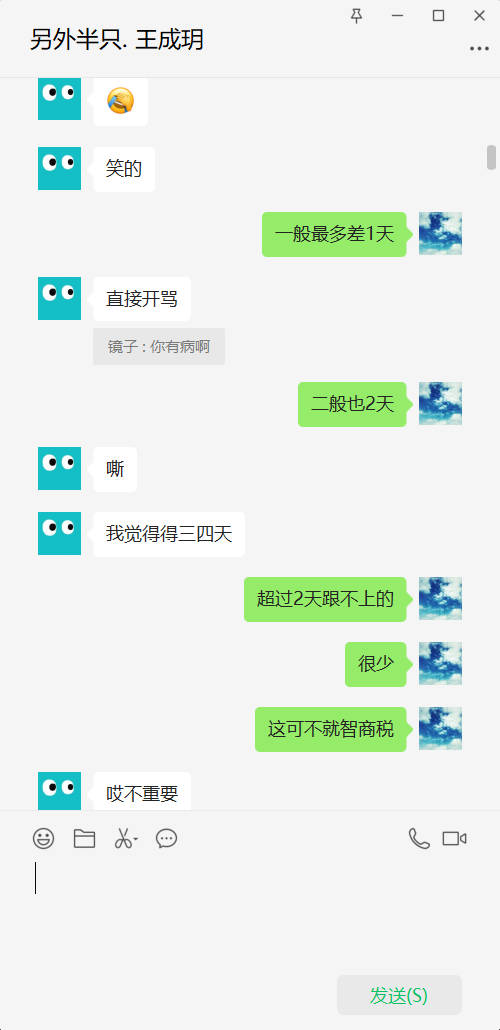 另外半只. 王成玥
笑的
一般最多差1天
直接开骂
镜子 : 你有病啊
二般也2天
嘶
我觉得得三四天
超过2天跟不上的
很少
这可不就智商税
哎不重要
发送(S)